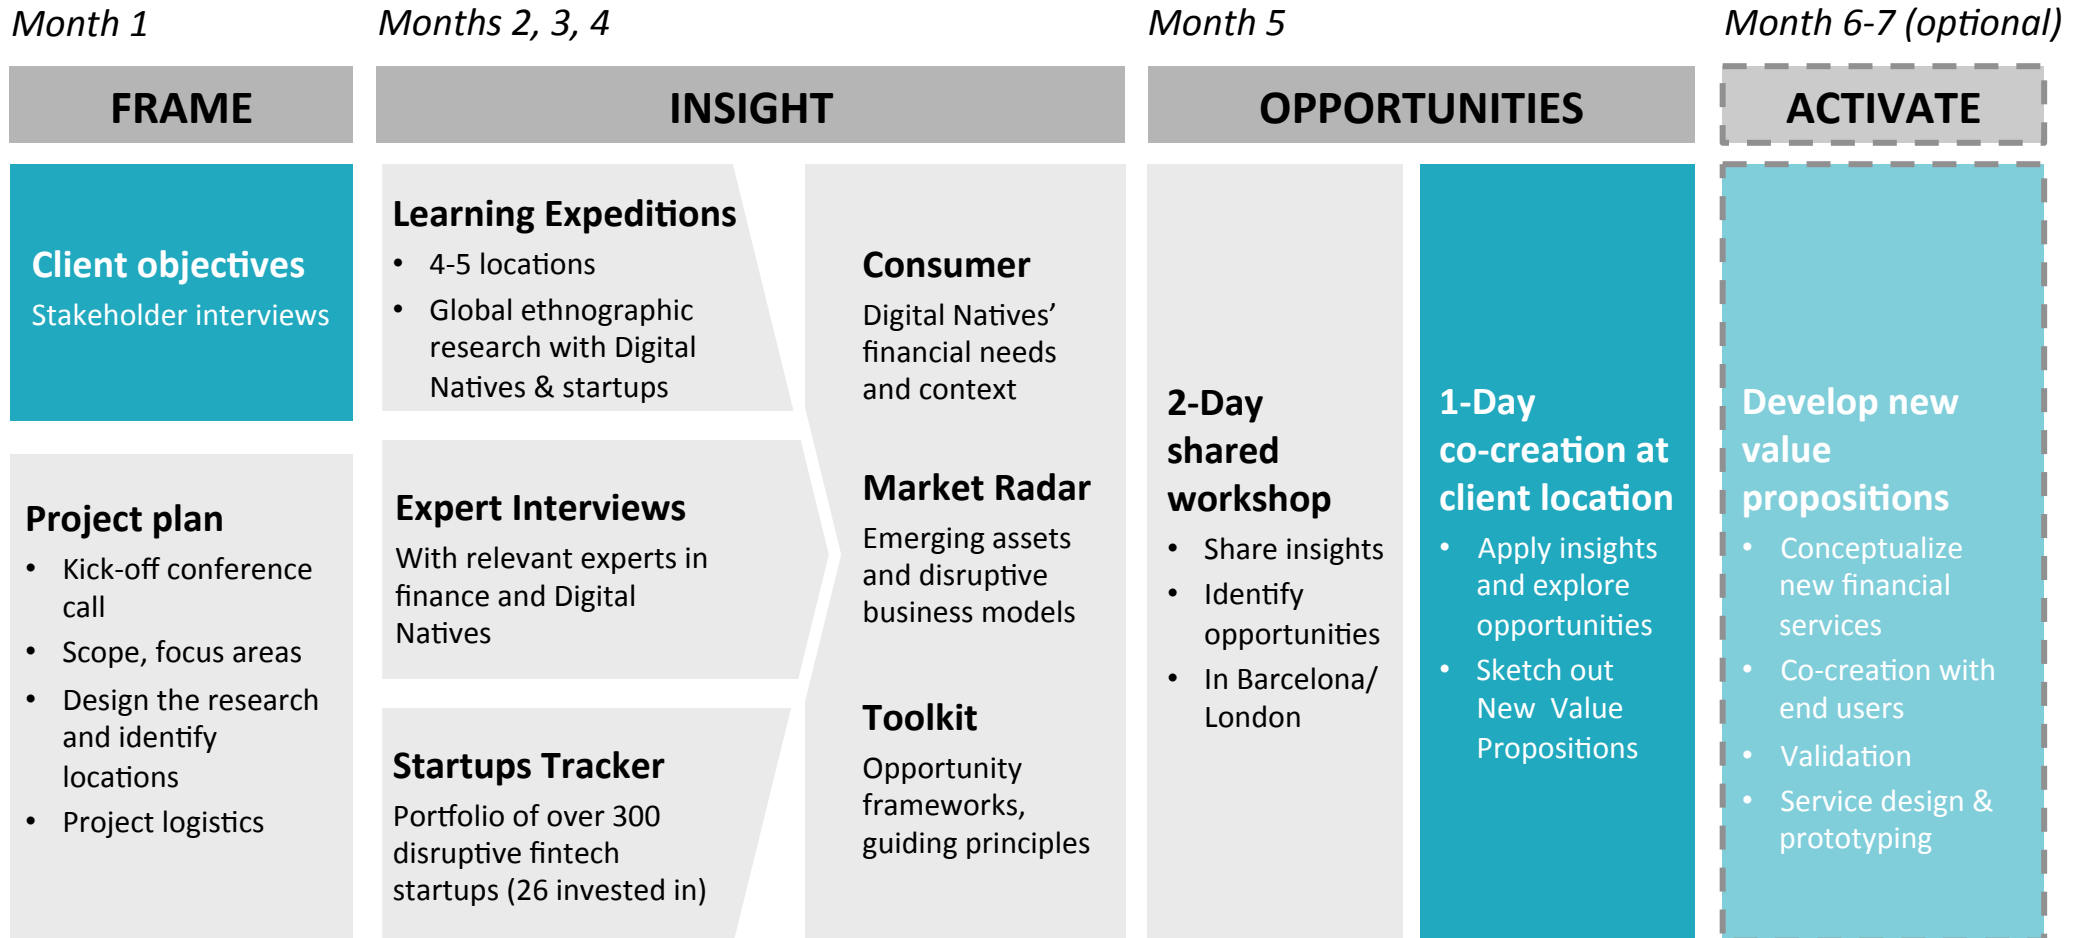 Month 1
Months 2, 3, 4
Month 5
Month 6-7 (optional)
FRAME
INSIGHT
OPPORTUNITIES
ACTIVATE
Client objectives
Stakeholder interviews
Project plan
• Kick-off conference
call
• Scope, focus areas
• Design the research
and identify
locations
• Project logistics
Learning Expeditions
• 4-5 locations
• Global ethnographic
research with Digital
Natives & startups
Expert Interviews
With relevant experts in
finance and Digital
Natives
Startups Tracker
Portfolio of over 300
disruptive fintech
startups (26 invested in)
Consumer
Digital Natives’
financial needs
and context
Market Radar
Emerging assets
and disruptive
business models
Toolkit
Opportunity
frameworks,
guiding principles
2-Day
shared
workshop
• Share insights
• Identify
opportunities
• In Barcelona/
London
1-Day
co-creation at
client location
• Apply insights
and explore
opportunities
• Sketch out
New Value
Propositions
Develop new
value
propositions
• Conceptualize
new financial
services
• Co-creation with
end users
• Validation
• Service design &
prototyping